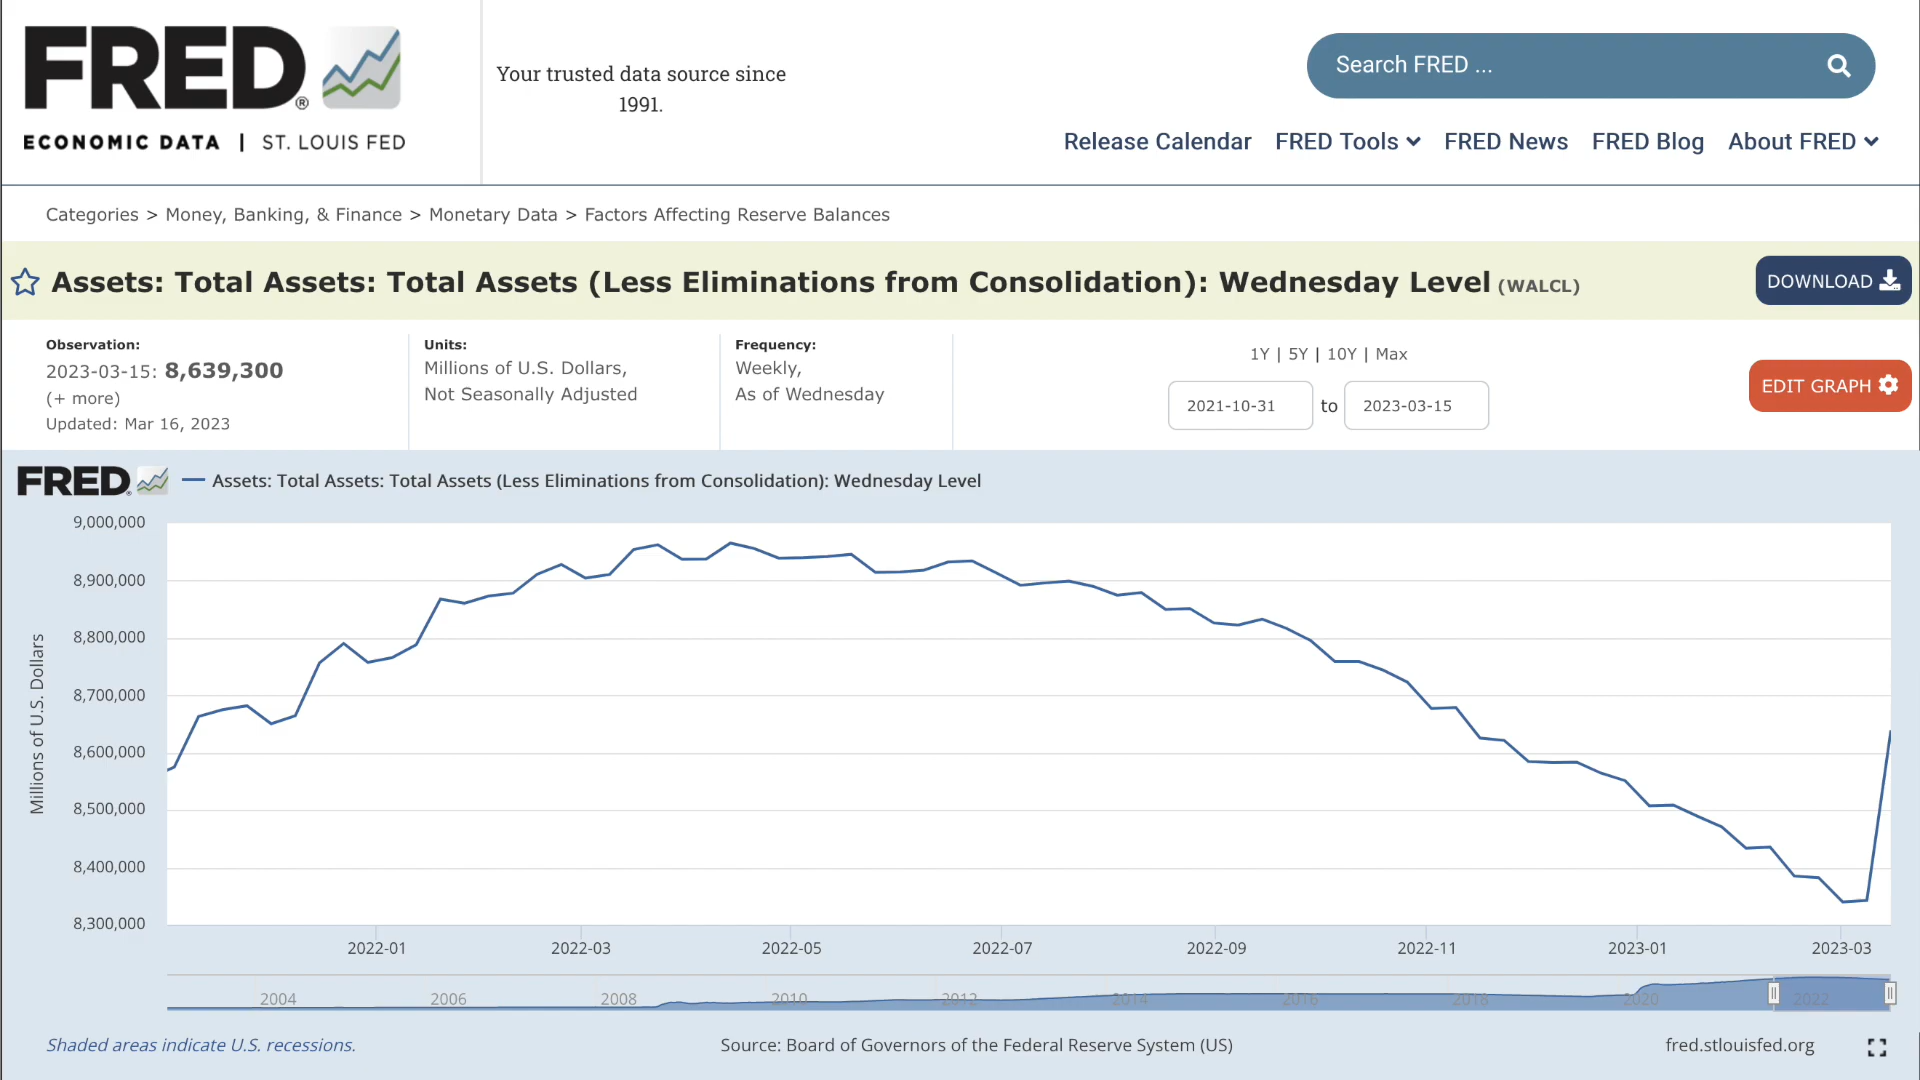 FRED®
ECONOMIC DATA | ST. LOUIS FED
Your trusted data source since
1991.
Search FRED ...
Release Calendar FRED Tools FRED News FRED Blog About FRED
Categories > Money, Banking, & Finance > Monetary Data > Factors Affecting Reserve Balances
Assets: Total Assets: Total Assets (Less Eliminations from Consolidation): Wednesday Level (WALCL)
DOWNLOAD
Observation:
2023-03-15: 8,639,300
(+ more)
Updated: Mar 16, 2023
Units:
Millions of U.S. Dollars,
Not Seasonally Adjusted
Frequency:
Weekly,
As of Wednesday
1Y | 5Y | 10Y | Max
2021-10-31 to 2023-03-15
EDIT GRAPH
FRED® Assets: Total Assets: Total Assets (Less Eliminations from Consolidation): Wednesday Level
Millions of U.S. Dollars
9,000,000
8,900,000
8,800,000
8,700,000
8,600,000
8,500,000
8,400,000
8,300,000
2022-01 2022-03 2022-05 2022-07 2022-09 2022-11 2023-01 2023-03
2004 2006 2008 2010 2012 2014 2016 2018 2020 2022
Shaded areas indicate U.S. recessions.
Source: Board of Governors of the Federal Reserve System (US)
fred.stlouisfed.org